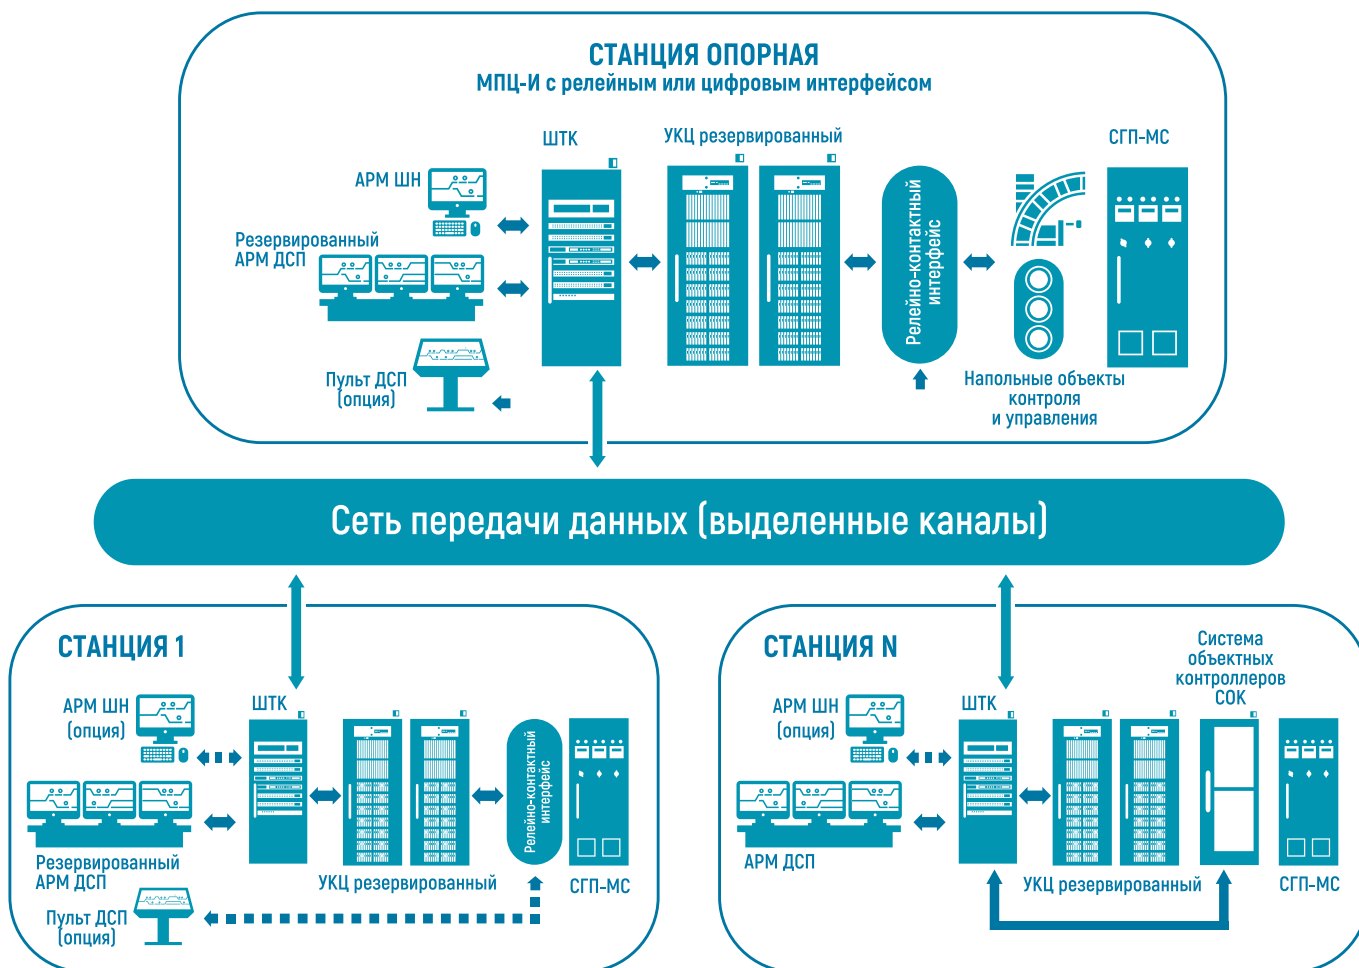 СТАНЦИЯ ОПОРНАЯ
МПЦ-И с релейным или цифровым интерфейсом
ШТК
УКЦ резервированный
СГП-МС
АРМ ШН
Резервированный
АРМ ДСП
Пульт ДСП
(опция)
Релейно-контактный
интерфейс
Напольные объекты
контроля
и управления
Сеть передачи данных (выделенные каналы)
СТАНЦИЯ 1
АРМ ШН
(опция)
ШТК
Резервированный
АРМ ДСП
Пульт ДСП
(опция)
УКЦ резервированный
Релейно-контактный
интерфейс
СГП-МС
СТАНЦИЯ N
АРМ ШН
(опция)
ШТК
Система
объектных
контроллеров
СОК
АРМ ДСП
УКЦ резервированный
СГП-МС